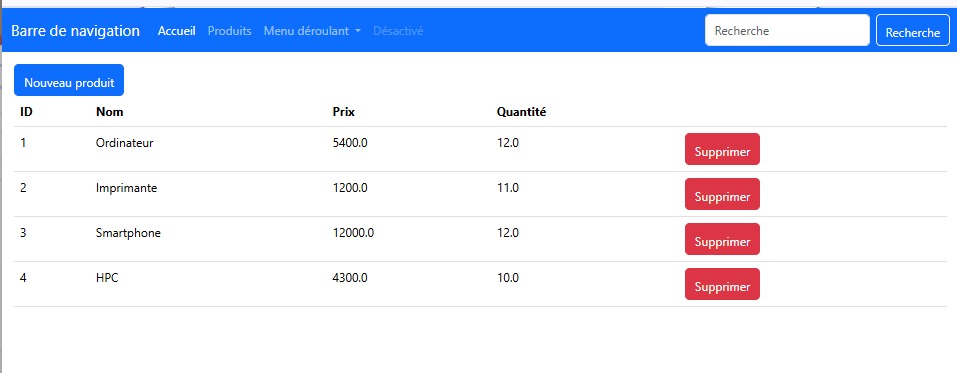 Barre de navigation Accueil Produits Menu déroulant Désactivé Recherche Recherche
Nouveau produit
ID Nom Prix Quantité
1 Ordinateur 5400.0 12.0 Supprimer
2 Imprimante 1200.0 11.0 Supprimer
3 Smartphone 12000.0 12.0 Supprimer
4 HPC 4300.0 10.0 Supprimer